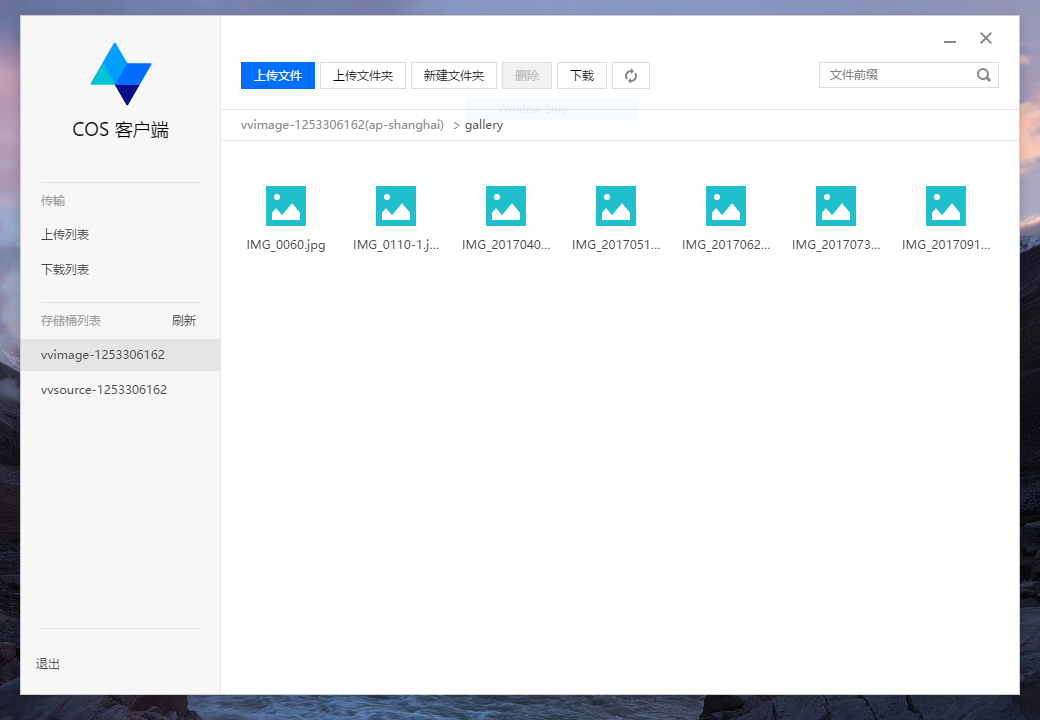 COS 客户端
传输
上传列表
下载列表
存储桶列表 刷新
vvimage-1253306162
vvsource-1253306162
退出
上传文件 上传文件夹 新建文件夹 删除 下载 文件前缀
Window Snip
vvimage-1253306162(ap-shanghai) > gallery
IMG_0060.jpg IMG_0110-1.j... IMG_2017040... IMG_2017051... IMG_2017062... IMG_2017073... IMG_2017091...